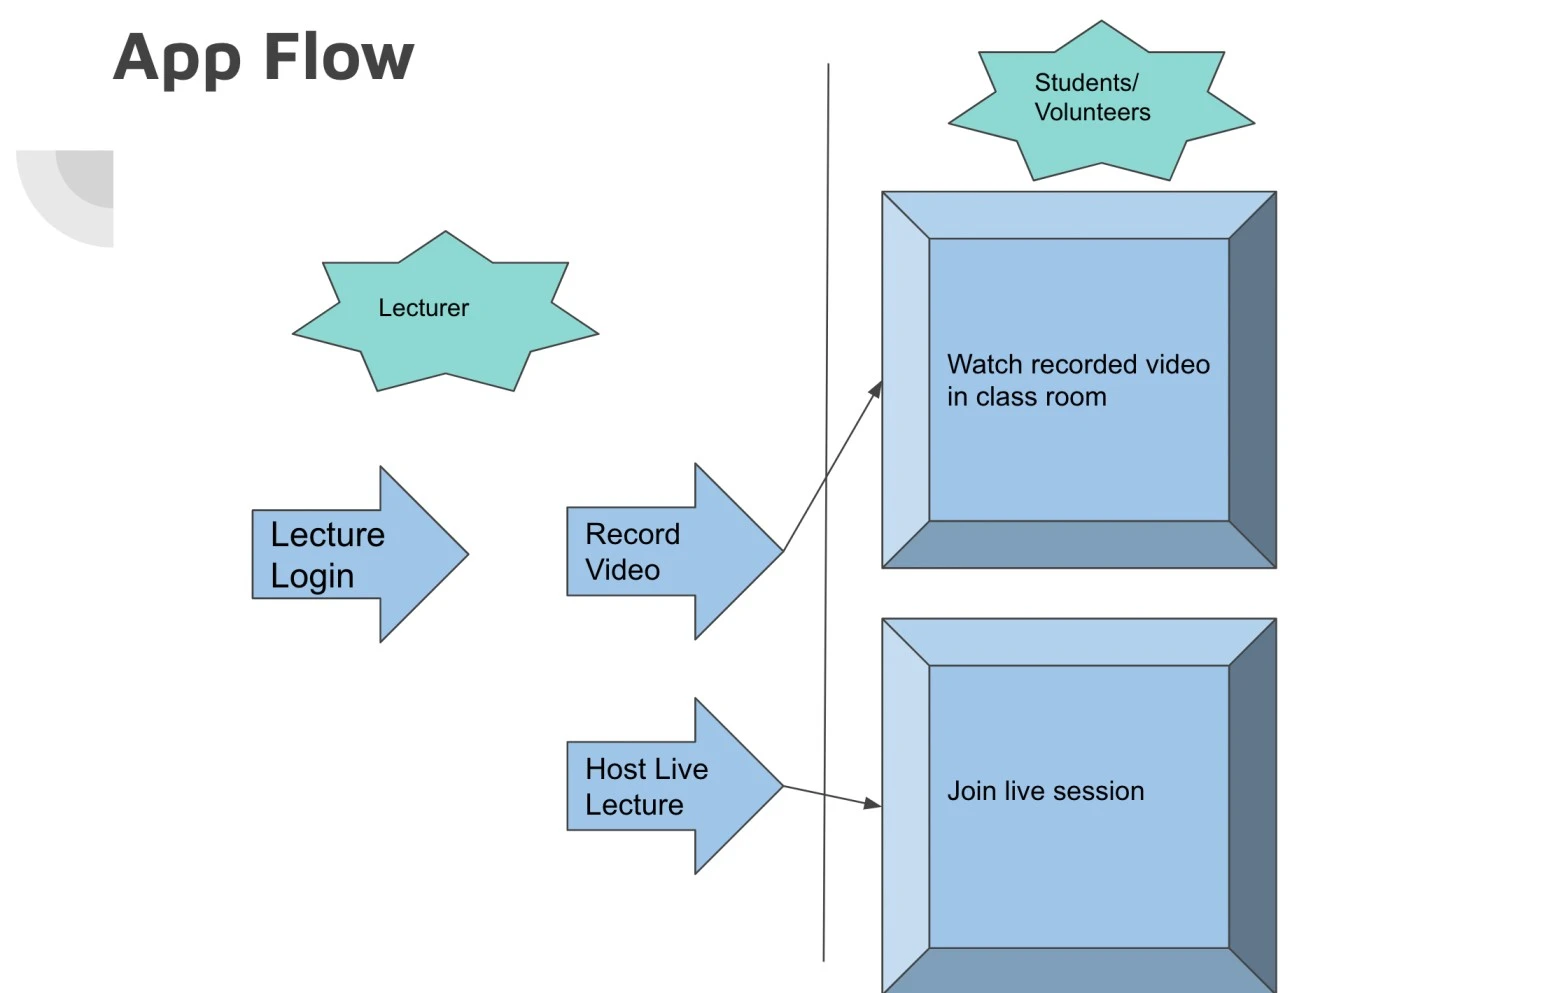 App Flow
Students/
Volunteers
Lecturer
Watch recorded video
in class room
Lecture
Login
Record
Video
Host Live
Lecture
Join live session